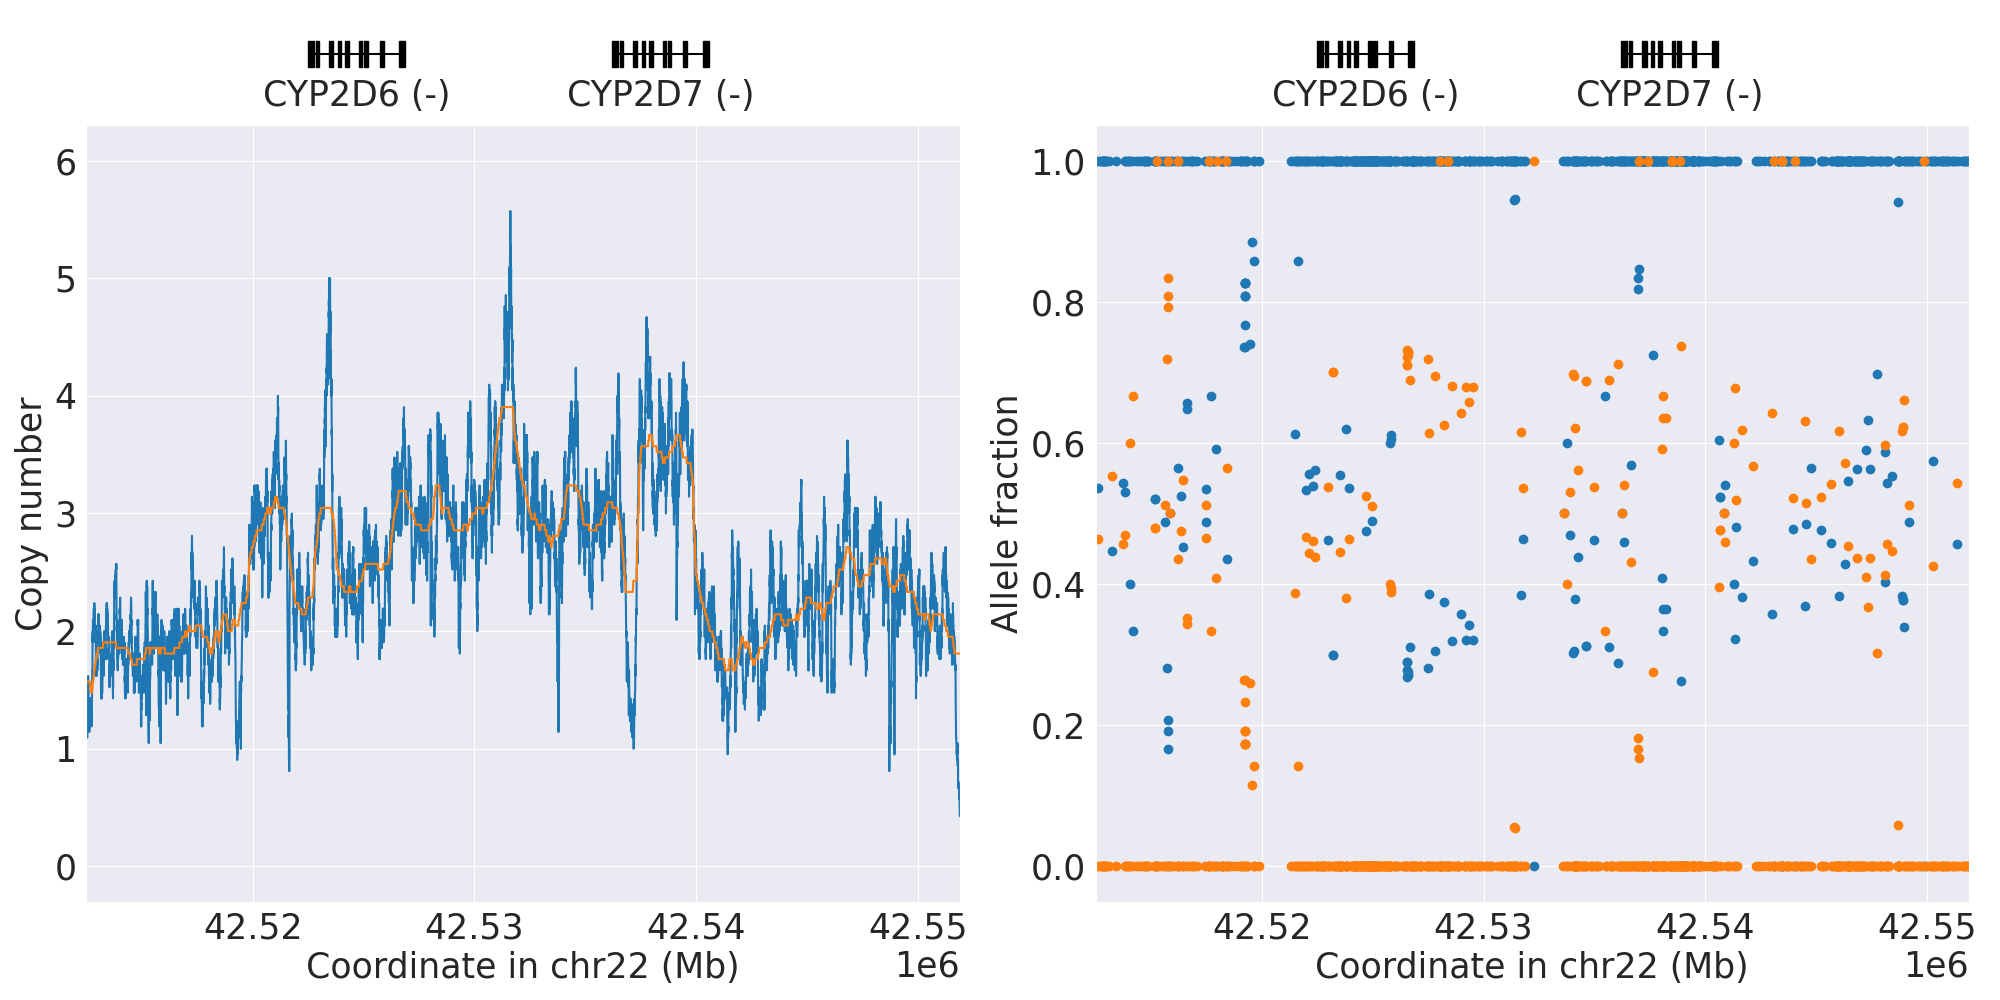 CYP2D6 (-)
CYP2D7 (-)
6
5
4
3
2
1
0
Copy number
42.52
42.53
42.54
42.55
1e6
Coordinate in chr22 (Mb)
CYP2D6 (-)
CYP2D7 (-)
1.0
0.8
0.6
0.4
0.2
0.0
Allele fraction
42.52
42.53
42.54
42.55
1e6
Coordinate in chr22 (Mb)